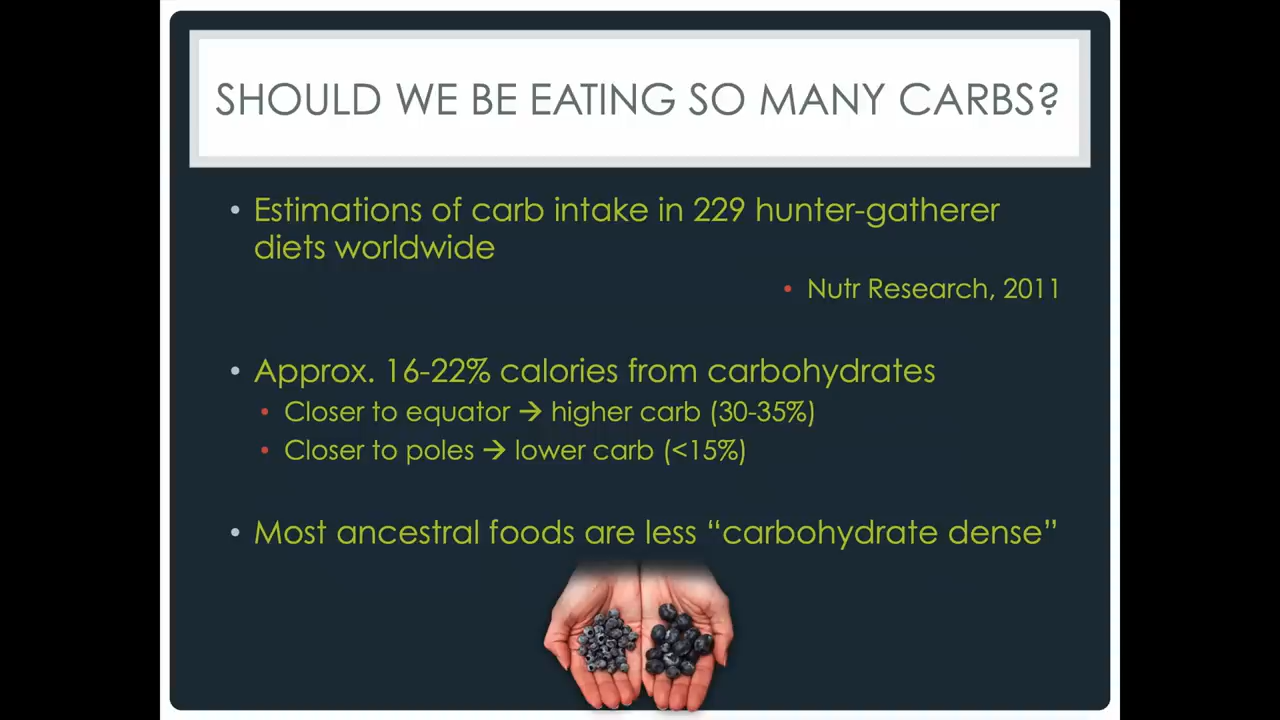 SHOULD WE BE EATING SO MANY CARBS?
• Estimations of carb intake in 229 hunter-gatherer
diets worldwide
• Nutr Research, 2011
• Approx. 16-22% calories from carbohydrates
• Closer to equator → higher carb (30-35%)
• Closer to poles → lower carb (<15%)
• Most ancestral foods are less “carbohydrate dense”